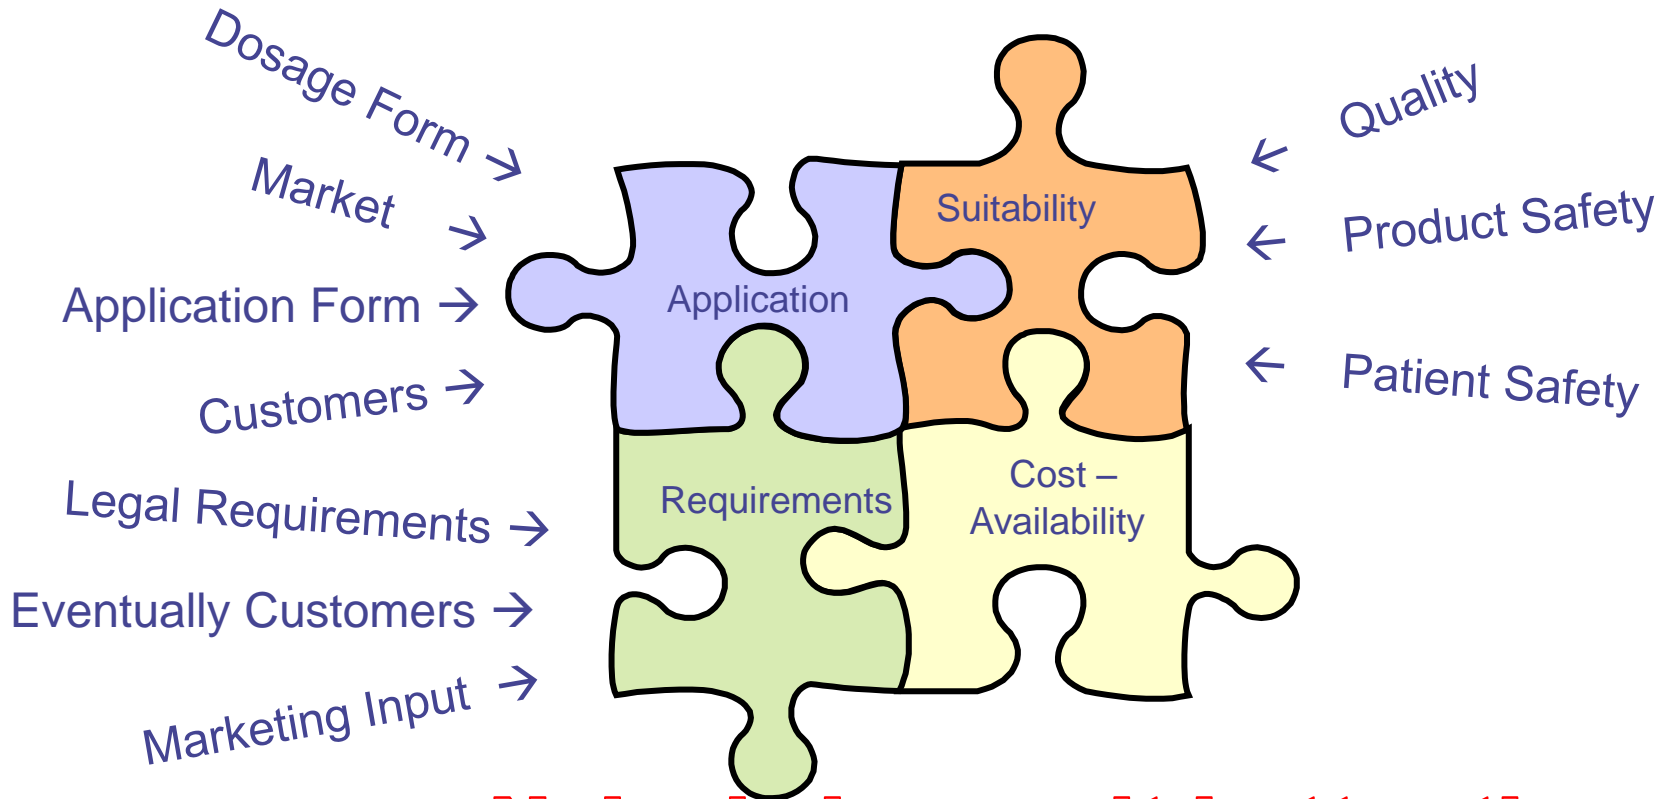 Dosage Form →
Market →
Application Form →
Customers →
Legal Requirements →
Eventually Customers →
Marketing Input →
Application
Suitability
Requirements
Cost –
Availability
← Quality
← Product Safety
← Patient Safety